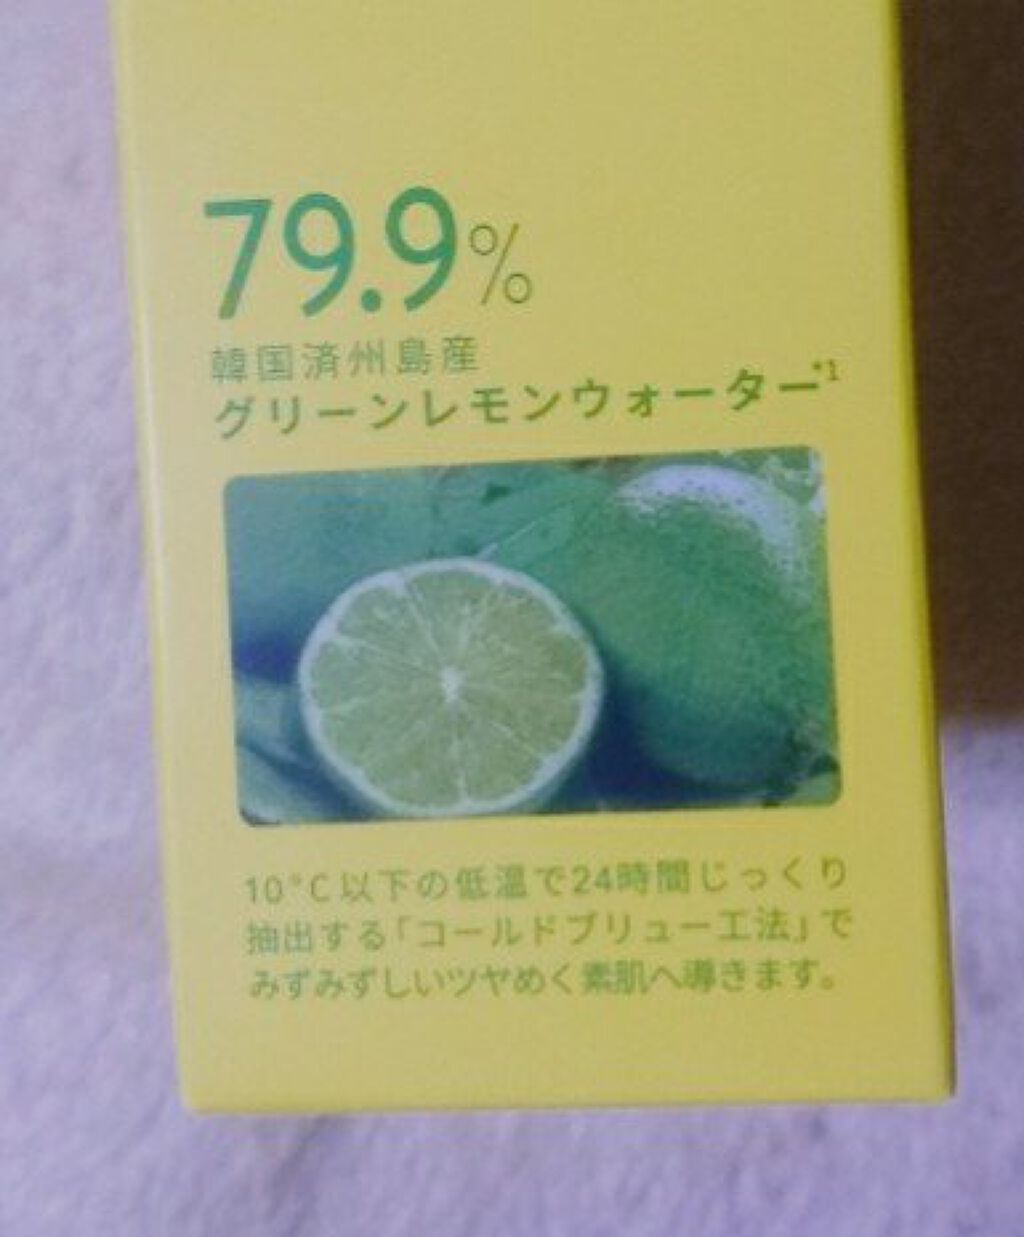 79.9%
韓国済州島産
グリーンレモンウォーター*1
10°C以下の低温で24時間じっくり
抽出する「コールドブリュー工法」で
みずみずしいツヤめく素肌へ導きます。